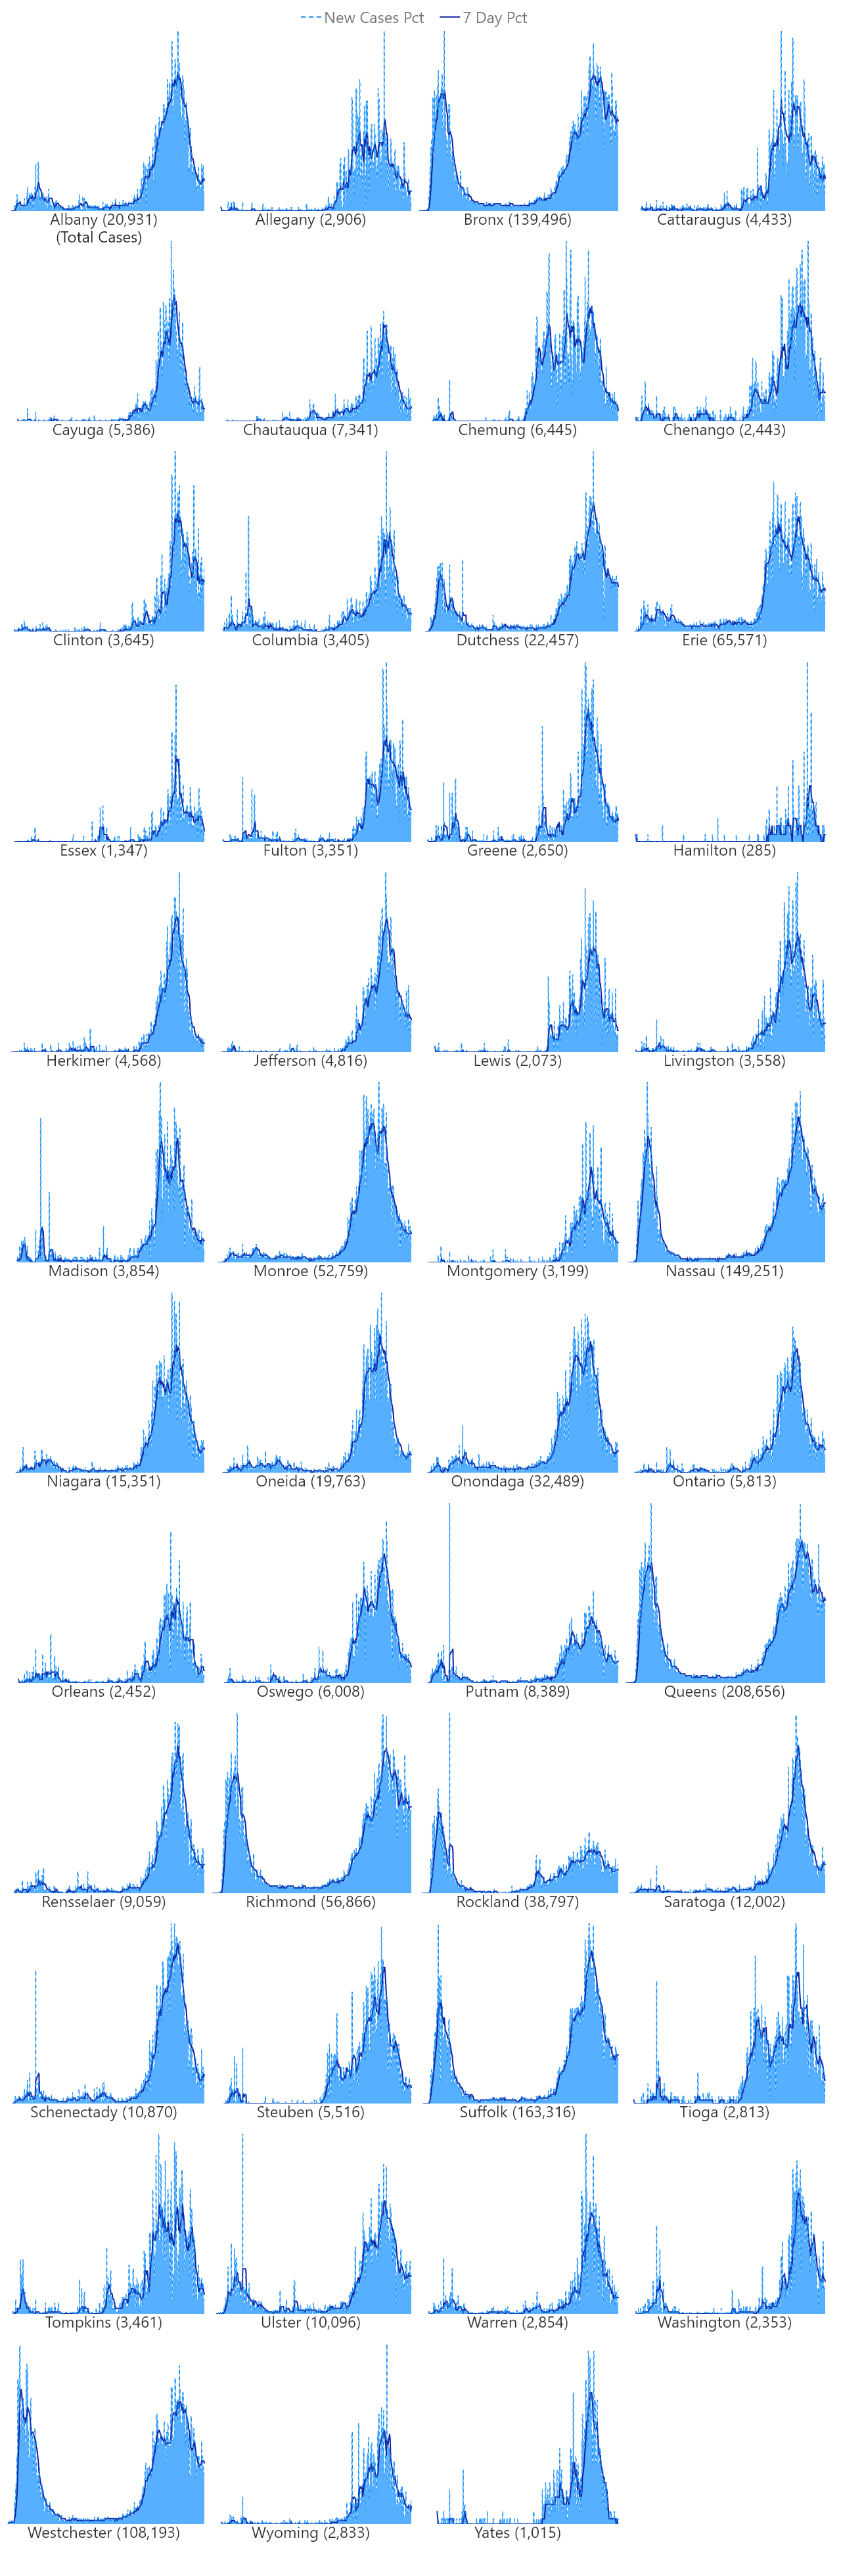 New Cases Pct 7 Day Pct
Albany (20,931) Allegany (2,906) Bronx (139,496) Cattaraugus (4,433)
(Total Cases)
Cayuga (5,386) Chautauqua (7,341) Chemung (6,445) Chenango (2,443)
Clinton (3,645) Columbia (3,405) Dutchess (22,457) Erie (65,571)
Essex (1,347) Fulton (3,351) Greene (2,650) Hamilton (285)
Herkimer (4,568) Jefferson (4,816) Lewis (2,073) Livingston (3,558)
Madison (3,854) Monroe (52,759) Montgomery (3,199) Nassau (149,251)
Niagara (15,351) Oneida (19,763) Onondaga (32,489) Ontario (5,813)
Orleans (2,452) Oswego (6,008) Putnam (8,389) Queens (208,656)
Rensselaer (9,059) Richmond (56,866) Rockland (38,797) Saratoga (12,002)
Schenectady (10,870) Steuben (5,516) Suffolk (163,316) Tioga (2,813)
Tompkins (3,461) Ulster (10,096) Warren (2,854) Washington (2,353)
Westchester (108,193) Wyoming (2,833) Yates (1,015)